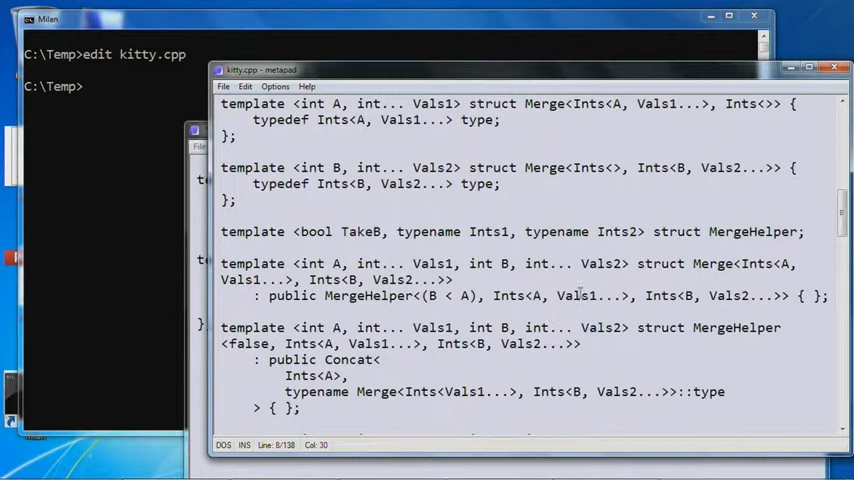 Milan
C:\Temp>edit kitty.cpp
C:\Temp>
kitty.cpp - metapad
File Edit Options Help
template <int A, int... Vals1> struct Merge<Ints<A, Vals1...>, Ints<>> {
typedef Ints<A, Vals1...> type;
};
template <int B, int... Vals2> struct Merge<Ints<>, Ints<B, Vals2...>> {
typedef Ints<B, Vals2...> type;
};
template <bool TakeB, typename Ints1, typename Ints2> struct MergeHelper;
template <int A, int... Vals1, int B, int... Vals2> struct Merge<Ints<A,
Vals1...>, Ints<B, Vals2...>>
: public MergeHelper<(B < A), Ints<A, Vals1...>, Ints<B, Vals2...>> { };
template <int A, int... Vals1, int B, int... Vals2> struct MergeHelper
<false, Ints<A, Vals1...>, Ints<B, Vals2...>>
: public Concat<
Ints<A>,
typename Merge<Ints<Vals1...>, Ints<B, Vals2...>>::type
> { };
DOS INS Line: 8/138 Col: 30